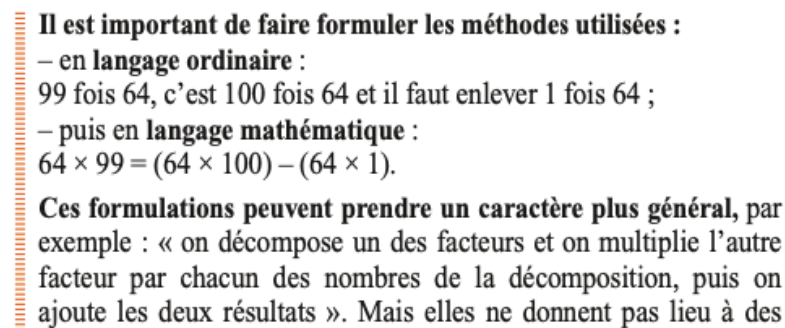 Il est important de faire formuler les méthodes utilisées :
– en langage ordinaire :
99 fois 64, c’est 100 fois 64 et il faut enlever 1 fois 64 ;
– puis en langage mathématique :
64 × 99 = (64 × 100) – (64 × 1).
Ces formulations peuvent prendre un caractère plus général, par
exemple : « on décompose un des facteurs et on multiplie l’autre
facteur par chacun des nombres de la décomposition, puis on
ajoute les deux résultats ». Mais elles ne donnent pas lieu à des